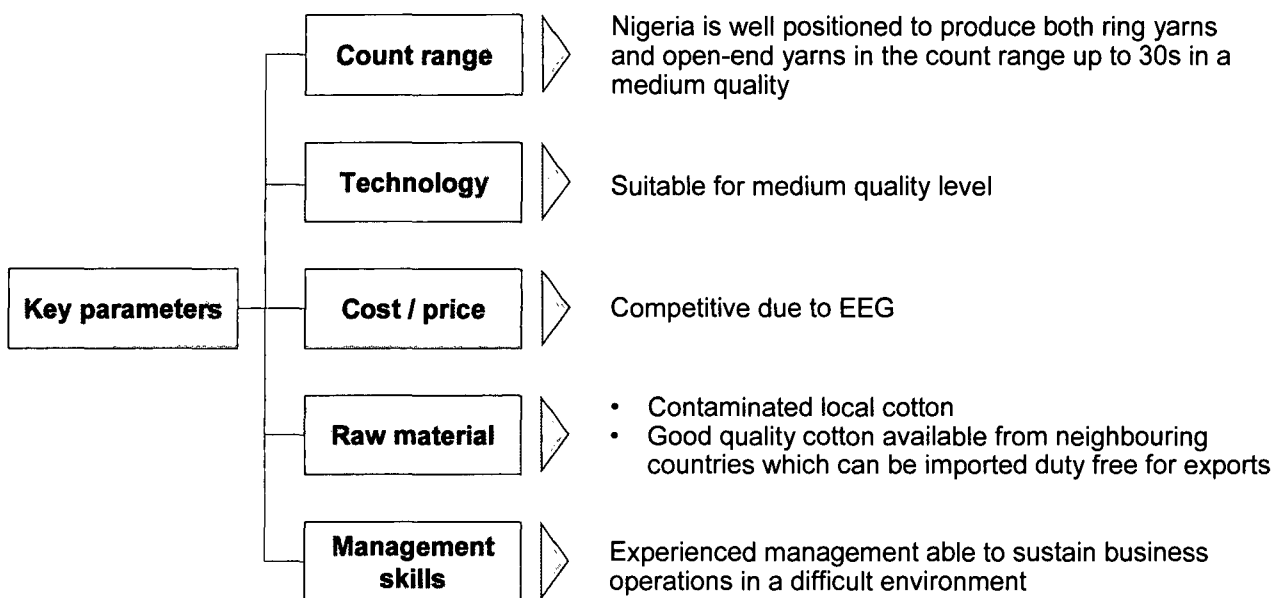 Key parameters
Count range
Nigeria is well positioned to produce both ring yarns
and open-end yarns in the count range up to 30s in a
medium quality
Technology
Suitable for medium quality level
Cost / price
Competitive due to EEG
Raw material
• Contaminated local cotton
• Good quality cotton available from neighbouring
countries which can be imported duty free for exports
Management
skills
Experienced management able to sustain business
operations in a difficult environment